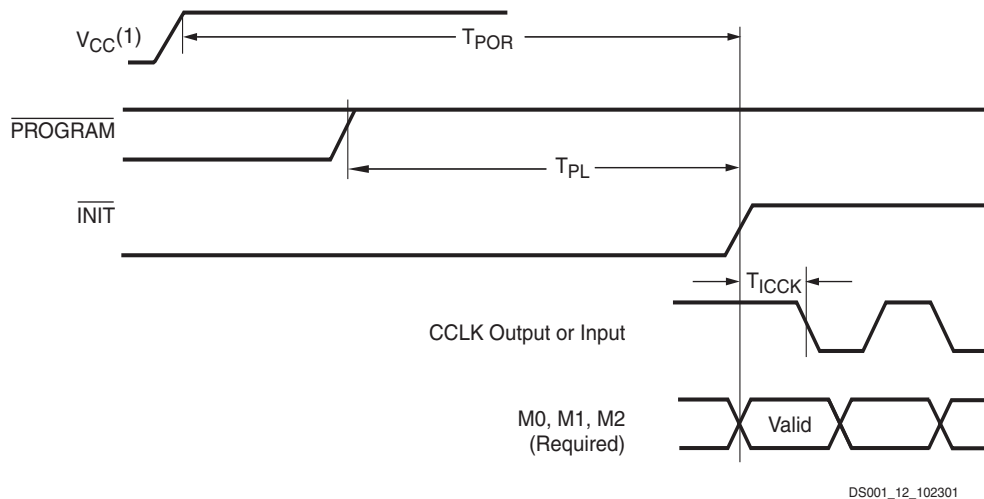 VCC(1)
TPOR
PROGRAM
TPL
INIT
TICCK
CCLK Output or Input
M0, M1, M2
(Required)
Valid
DS001_12_102301